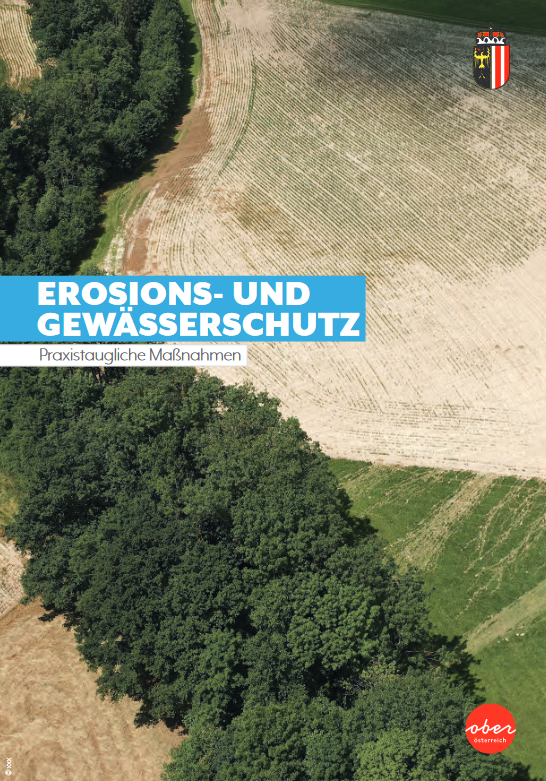 EROSIONS- UND
GEWÄSSERSCHUTZ
Praxistaugliche Maßnahmen
ober
österreich